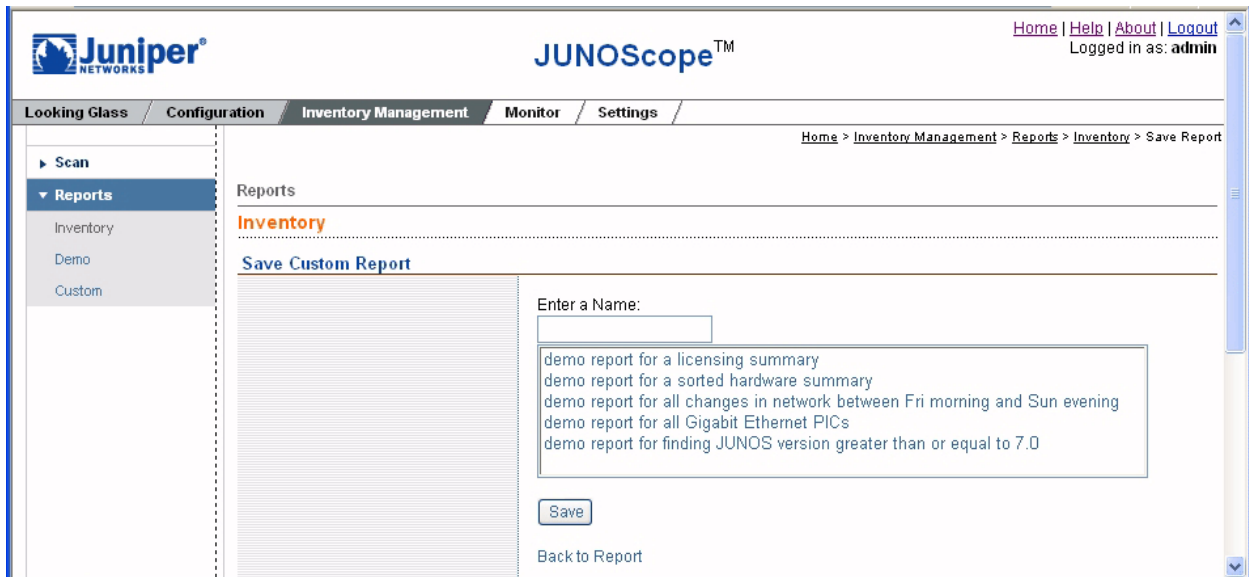 Juniper®
NETWORKS
JUNOScope™
Home | Help | About | Logout
Logged in as: admin
Looking Glass / Configuration / Inventory Management / Monitor / Settings /
Home > Inventory Management > Reports > Inventory > Save Report
Scan
Reports
Inventory
Demo
Custom
Reports
Inventory
Save Custom Report
Enter a Name:
demo report for a licensing summary
demo report for a sorted hardware summary
demo report for all changes in network between Fri morning and Sun evening
demo report for all Gigabit Ethernet PICs
demo report for finding JUNOS version greater than or equal to 7.0
Save
Back to Report